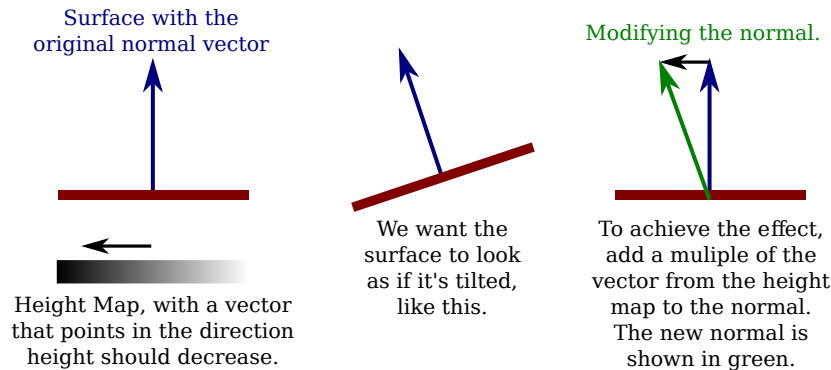 Surface with the
original normal vector
Height Map, with a vector
that points in the direction
height should decrease.
We want the
surface to look
as if it's tilted,
like this.
Modifying the normal.
To achieve the effect,
add a muliple of the
vector from the height
map to the normal.
The new normal is
shown in green.